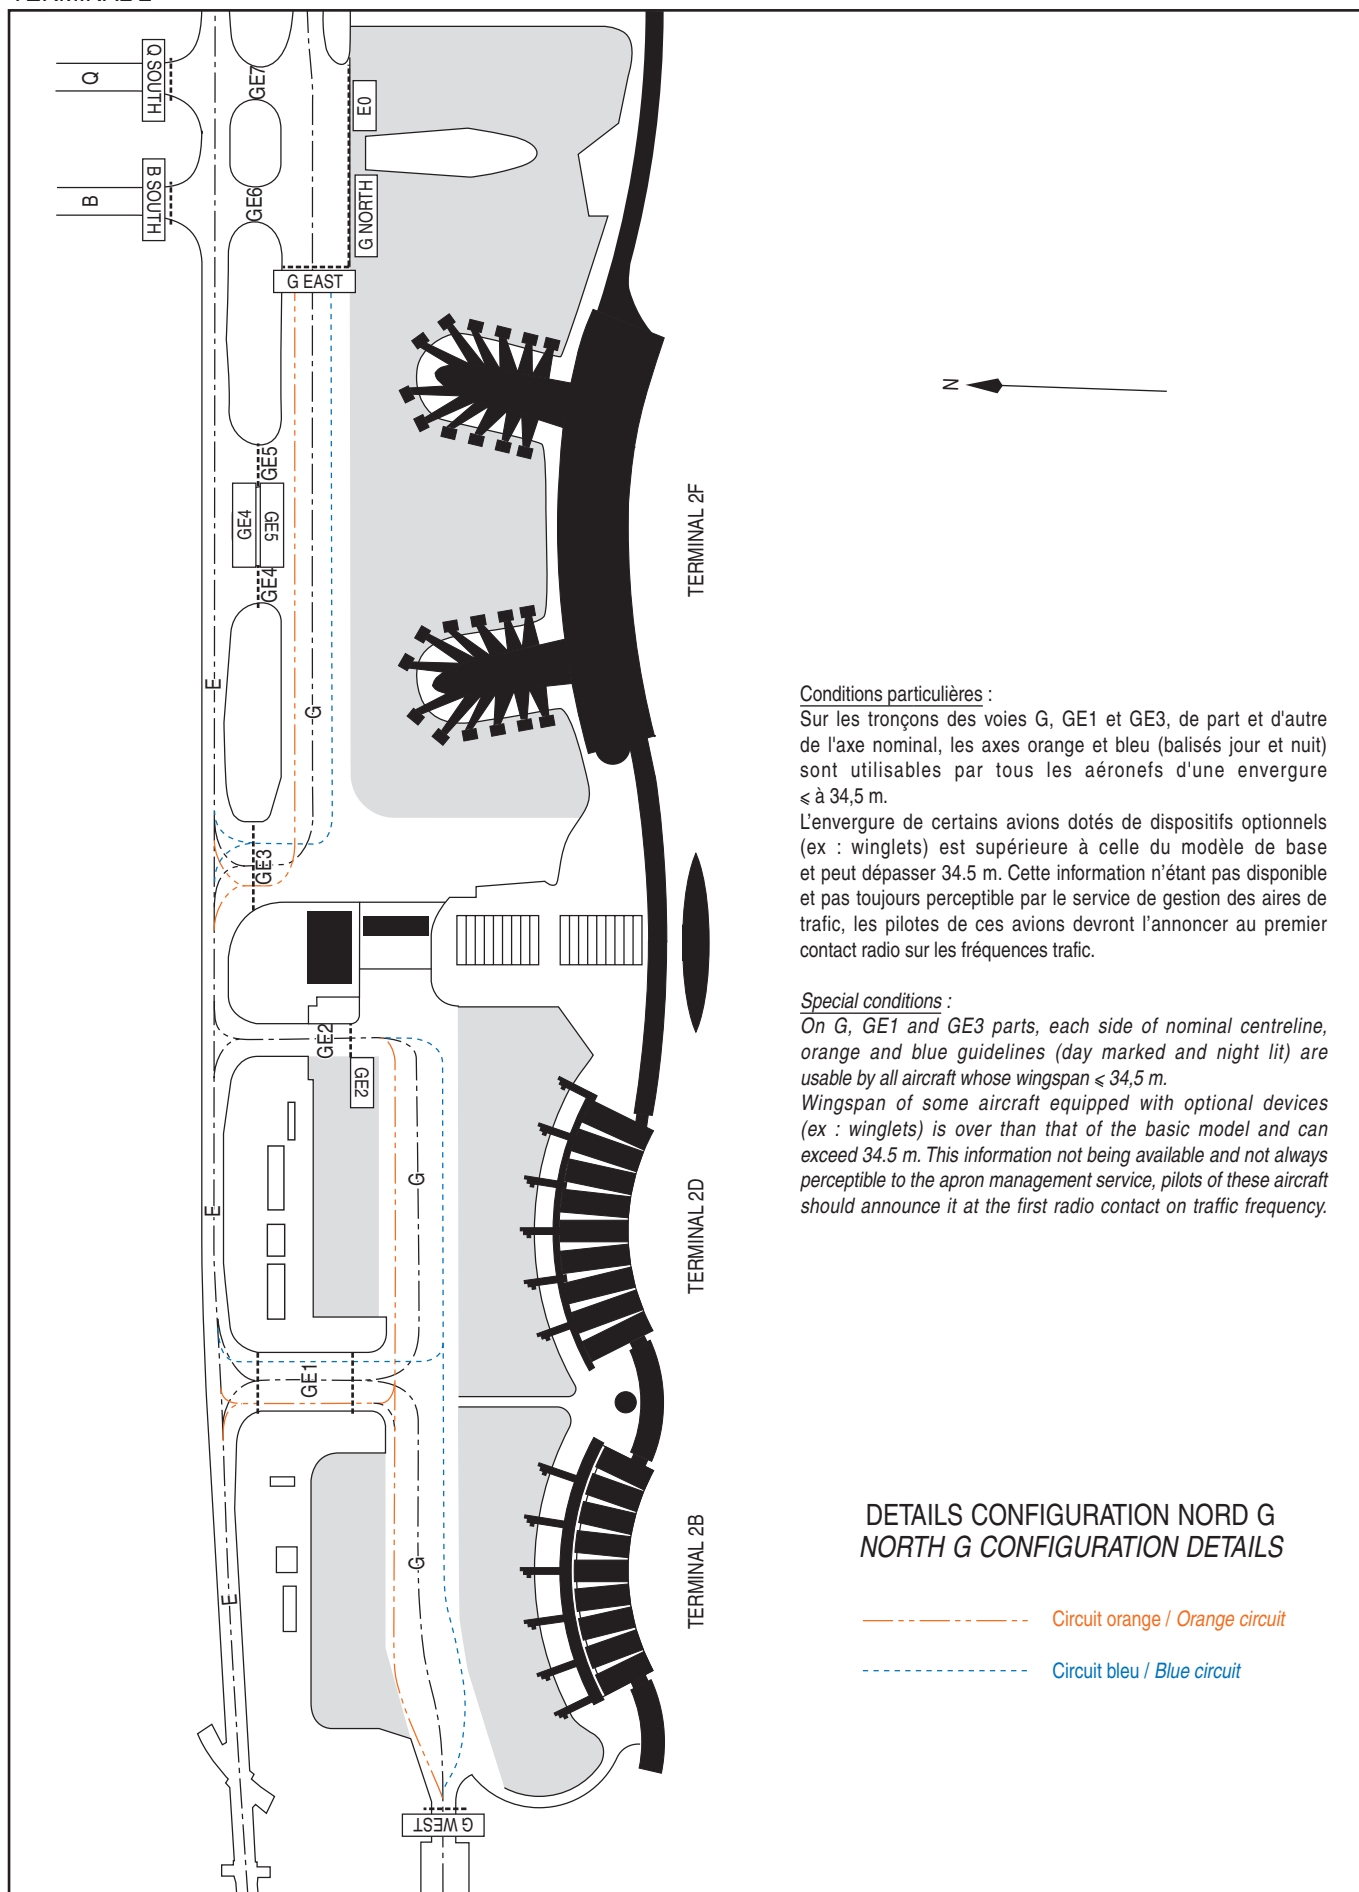 Q
Q SOUTH
GE7
E0
B
B SOUTH
GE6
G NORTH
G EAST
N
GE5
GE4
GE5
GE4
TERMINAL 2F
E
G
GE3
Conditions particulières :
Sur les tronçons des voies G, GE1 et GE3, de part et d'autre
de l'axe nominal, les axes orange et bleu (balisés jour et nuit)
sont utilisables par tous les aéronefs d'une envergure
⩽ à 34,5 m.
L'envergure de certains avions dotés de dispositifs optionnels
(ex : winglets) est supérieure à celle du modèle de base
et peut dépasser 34.5 m. Cette information n'étant pas disponible
et pas toujours perceptible par le service de gestion des aires de
trafic, les pilotes de ces avions devront l'annoncer au premier
contact radio sur les fréquences trafic.
Special conditions :
On G, GE1 and GE3 parts, each side of nominal centreline,
orange and blue guidelines (day marked and night lit) are
usable by all aircraft whose wingspan ⩽ 34,5 m.
Wingspan of some aircraft equipped with optional devices
(ex : winglets) is over than that of the basic model and can
exceed 34.5 m. This information not being available and not always
perceptible to the apron management service, pilots of these aircraft
should announce it at the first radio contact on traffic frequency.
GE2
GE2
E
G
TERMINAL 2D
GE1
E
G
TERMINAL 2B
G WEST
DETAILS CONFIGURATION NORD G
NORTH G CONFIGURATION DETAILS
Circuit orange / Orange circuit
Circuit bleu / Blue circuit